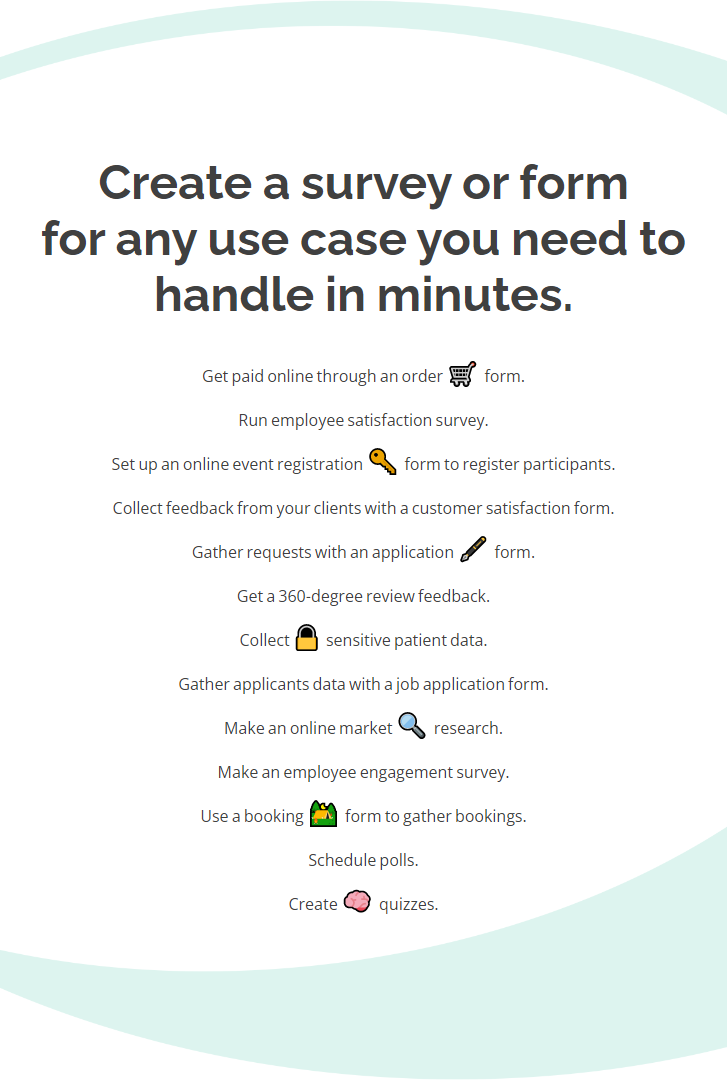 Create a survey or form
for any use case you need to
handle in minutes.
Get paid online through an order 🛒 form.
Run employee satisfaction survey.
Set up an online event registration 🔑 form to register participants.
Collect feedback from your clients with a customer satisfaction form.
Gather requests with an application 🖋 form.
Get a 360-degree review feedback.
Collect 🔒 sensitive patient data.
Gather applicants data with a job application form.
Make an online market 🔍 research.
Make an employee engagement survey.
Use a booking 🏕 form to gather bookings.
Schedule polls.
Create 🧠 quizzes.